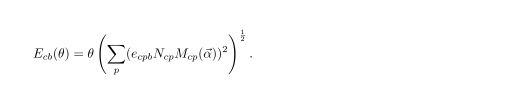 $E_{cb}(\theta) = \theta \left( \sum_{p} (e_{cpb} N_{cp} M_{cp}(\vec{\alpha}))^2 \right)^{\frac{1}{2}}.$